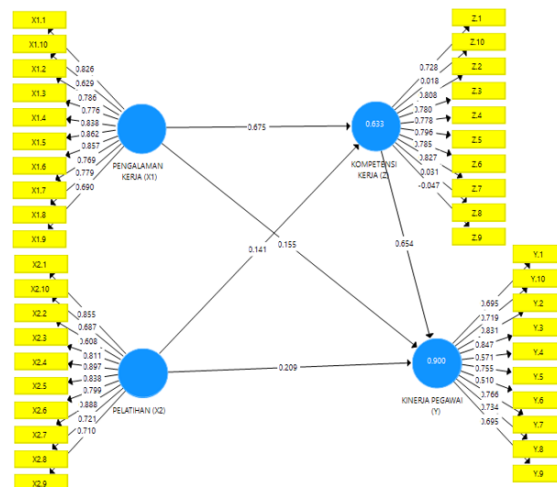 X1.1
X1.10
X1.2
X1.3
X1.4
X1.5
X1.6
X1.7
X1.8
X1.9
0.826
0.629
0.786
0.776
0.838
0.862
0.857
0.769
0.779
0.690
PENGALAMAN
KERJA (X1)
0.675
0.141
0.155
Z.1
Z.10
Z.2
Z.3
Z.4
Z.5
Z.6
Z.7
Z.8
Z.9
0.728
0.018
0.808
0.780
0.778
0.796
0.785
0.827
0.031
-0.047
0.633
KOMPETENSI
KERJA (Z)
0.654
X2.1
X2.10
X2.2
X2.3
X2.4
X2.5
X2.6
X2.7
X2.8
X2.9
0.855
0.687
0.608
0.811
0.897
0.838
0.799
0.888
0.721
0.710
PELATIHAN (X2)
0.209
0.900
KINERJA PEGAWAI
(Y)
Y.1
Y.10
Y.2
Y.3
Y.4
Y.5
Y.6
Y.7
Y.8
Y.9
0.695
0.719
0.831
0.847
0.571
0.755
0.510
0.766
0.734
0.695